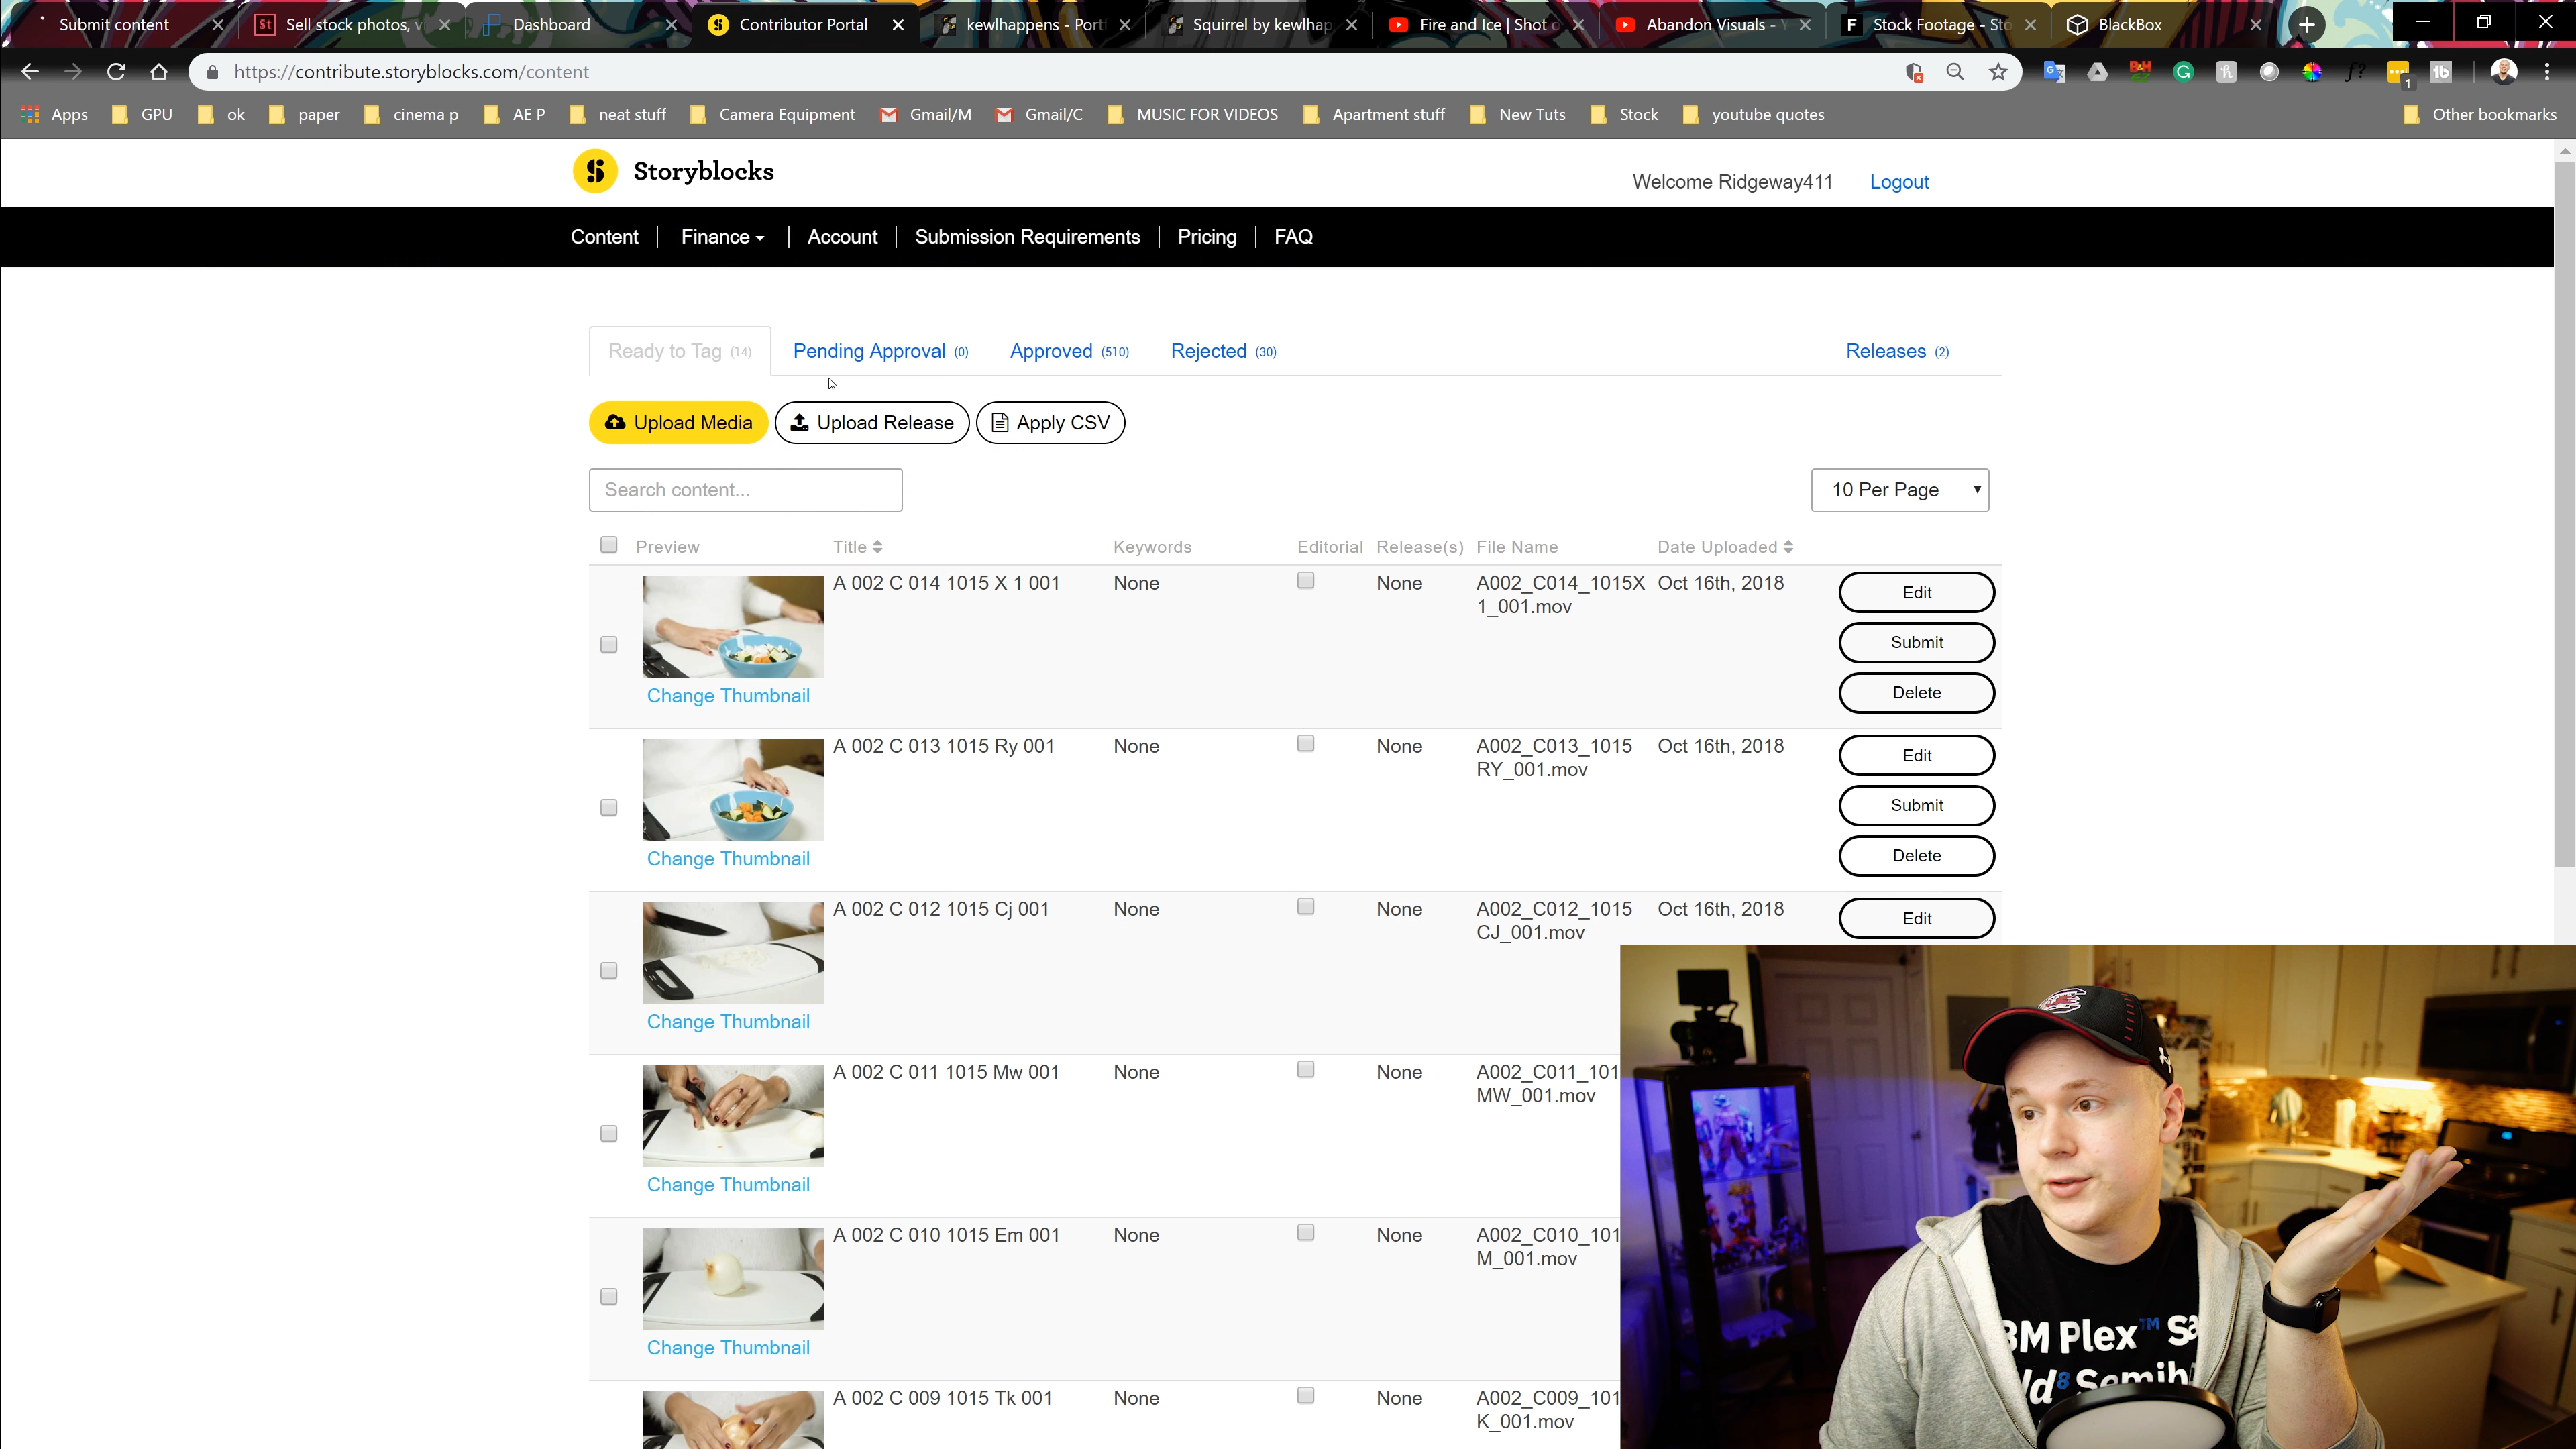 Submit content
St Sell stock photos, v
Dashboard
Contributor Portal
kewlhappens - Port
Squirrel by kewlhap
Fire and Ice | Shot o
Abandon Visuals - Y
F Stock Footage - Sto
BlackBox
https://contribute.storyblocks.com/content
Apps GPU ok paper cinema p AE P neat stuff Camera Equipment Gmail/M Gmail/C MUSIC FOR VIDEOS Apartment stuff New Tuts Stock youtube quotes Other bookmarks
Storyblocks
Welcome Ridgeway411 Logout
Content Finance Account Submission Requirements Pricing FAQ
Ready to Tag (14) Pending Approval (0) Approved (510) Rejected (30) Releases (2)
Upload Media Upload Release Apply CSV
Search content... 10 Per Page
Preview Title Keywords Editorial Release(s) File Name Date Uploaded
A 002 C 014 1015 X 1 001 None None A002_C014_1015X Oct 16th, 2018 Edit
1_001.mov
Submit
Delete
Change Thumbnail
A 002 C 013 1015 Ry 001 None None A002_C013_1015 Oct 16th, 2018 Edit
RY_001.mov
Submit
Delete
Change Thumbnail
A 002 C 012 1015 Cj 001 None None A002_C012_1015 Oct 16th, 2018 Edit
CJ_001.mov
Change Thumbnail
A 002 C 011 1015 Mw 001 None None A002_C011_101
MW_001.mov
Change Thumbnail
A 002 C 010 1015 Em 001 None None A002_C010_101
M_001.mov
Change Thumbnail
A 002 C 009 1015 Tk 001 None None A002_C009_101
K_001.mov
BM Plex™ Sa
ld⁸ Semib